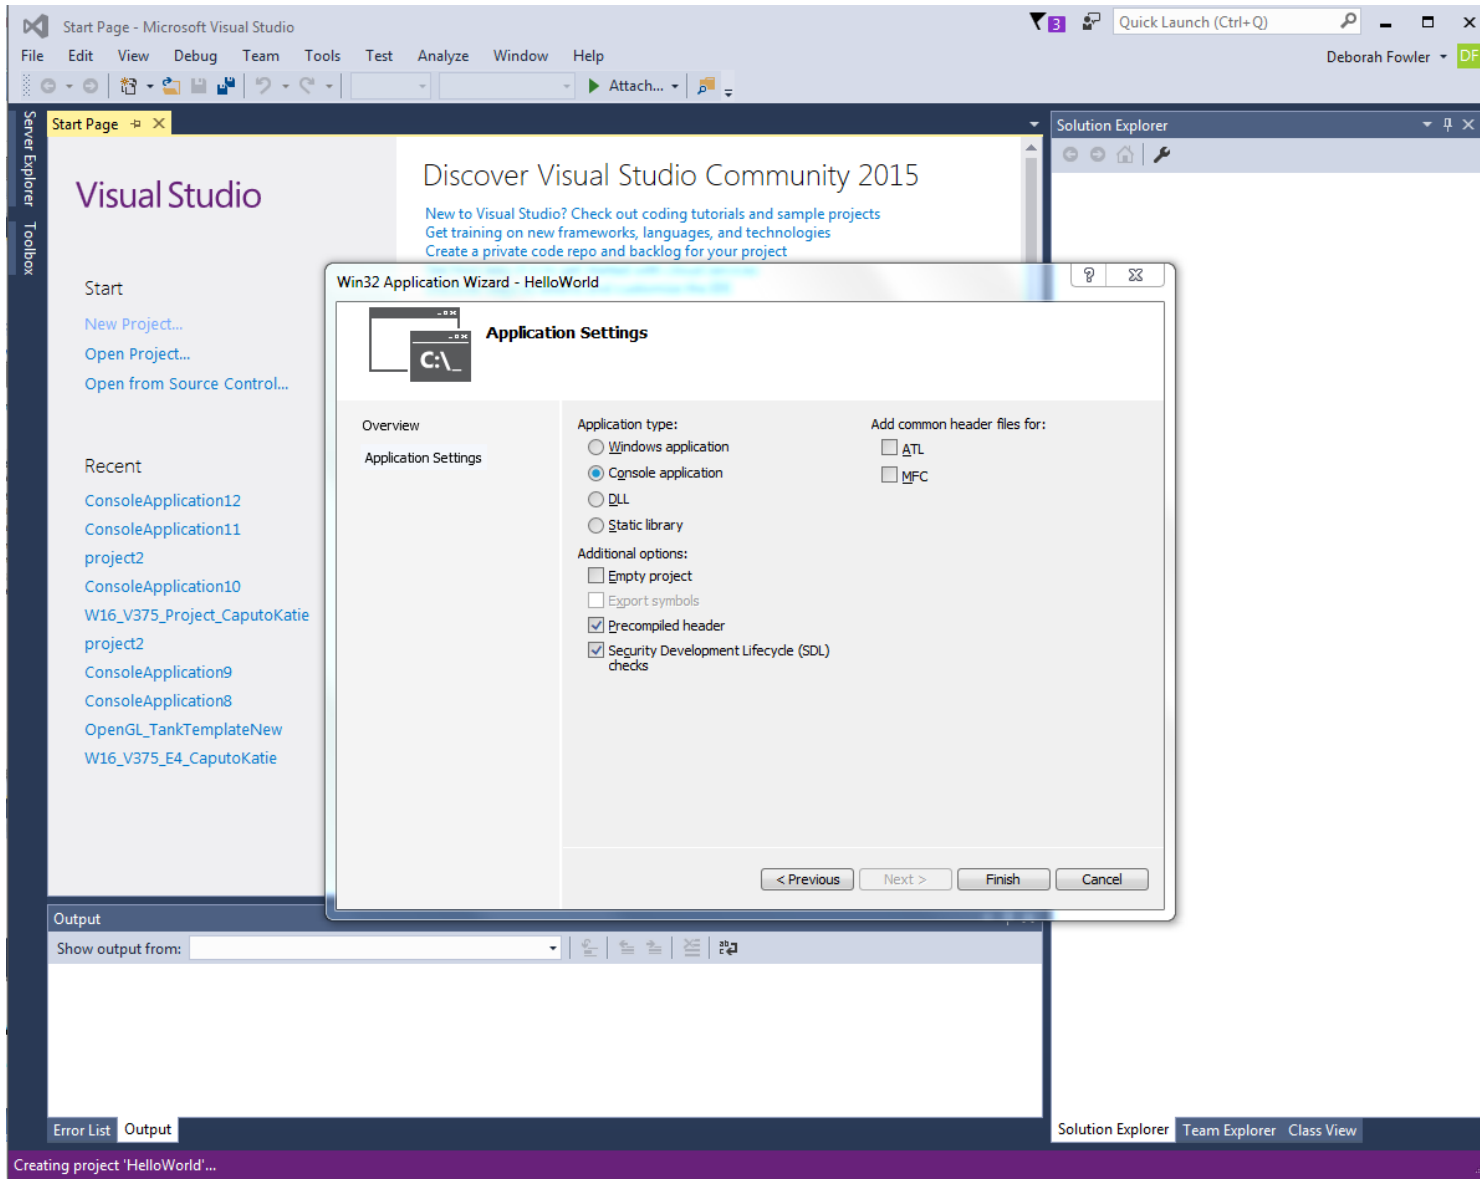 Start Page - Microsoft Visual Studio
3
Quick Launch (Ctrl+Q)
File Edit View Debug Team Tools Test Analyze Window Help
Deborah Fowler
DF
Attach...
Server Explorer
Toolbox
Start Page
Visual Studio
Start
New Project...
Open Project...
Open from Source Control...
Recent
ConsoleApplication12
ConsoleApplication11
project2
ConsoleApplication10
W16_V375_Project_CaputoKatie
project2
ConsoleApplication9
ConsoleApplication8
OpenGL_TankTemplateNew
W16_V375_E4_CaputoKatie
Discover Visual Studio Community 2015
New to Visual Studio? Check out coding tutorials and sample projects
Get training on new frameworks, languages, and technologies
Create a private code repo and backlog for your project
Win32 Application Wizard - HelloWorld
C:\_
Application Settings
Overview
Application Settings
Application type:
Windows application
Console application
DLL
Static library
Additional options:
Empty project
Export symbols
Precompiled header
Security Development Lifecycle (SDL)
checks
Add common header files for:
ATL
MFC
< Previous
Next >
Finish
Cancel
Solution Explorer
Output
Show output from:
Error List Output
Solution Explorer Team Explorer Class View
Creating project 'HelloWorld'...